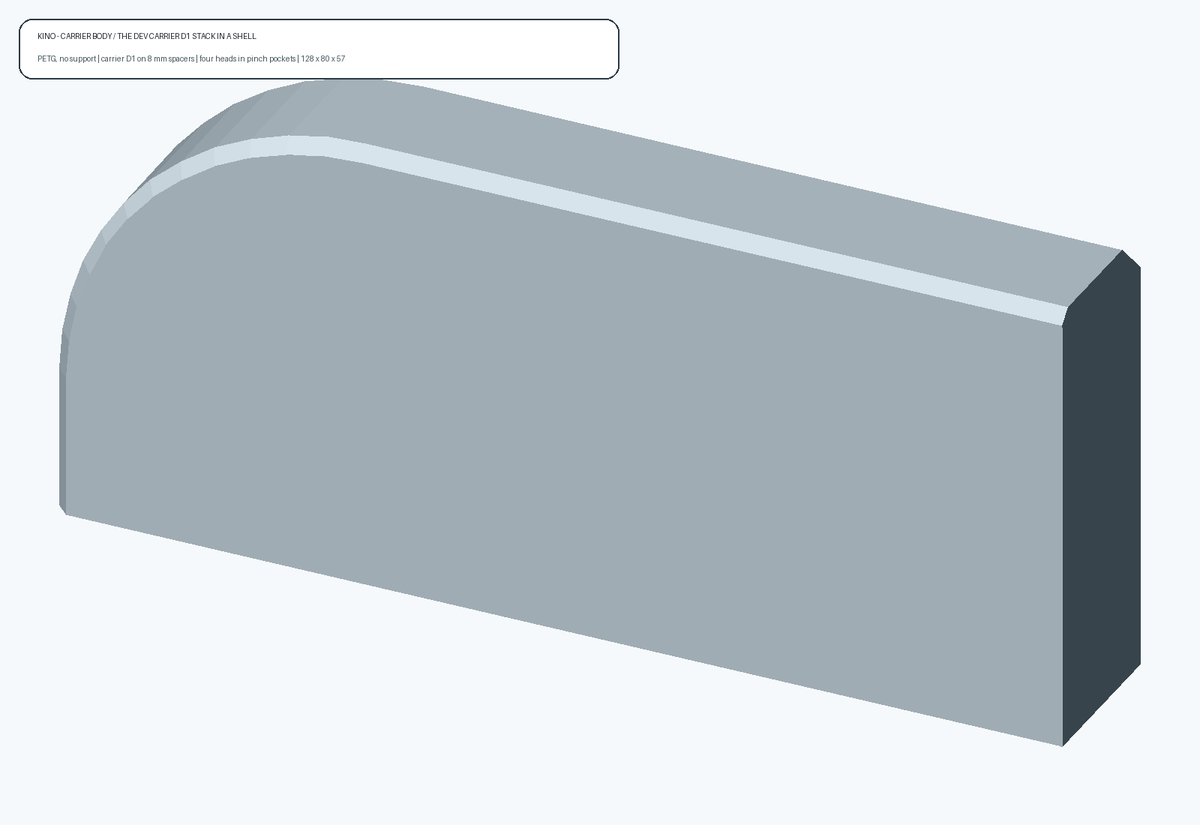 KINO - CARRIER BODY / THE DEV CARRIER D1 STACK IN A SHELL
PETG, no support | carrier D1 on 8 mm spacers | four heads in pinch pockets | 128 x 80 x 57